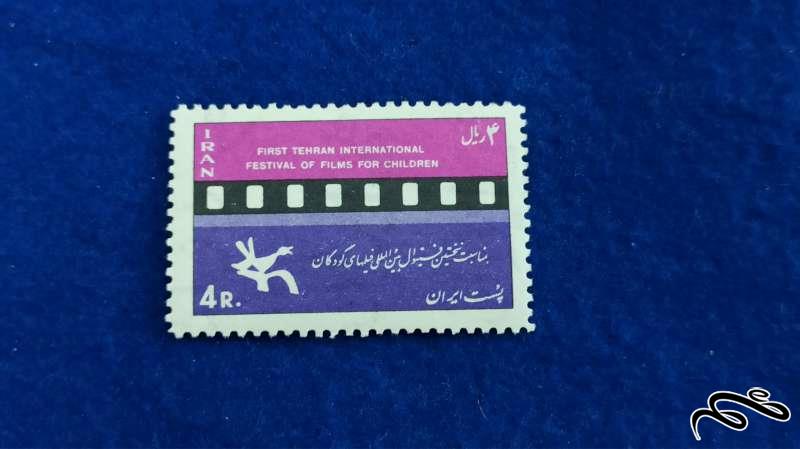 IRAN
۴ ریال
FIRST TEHRAN INTERNATIONAL
FESTIVAL OF FILMS FOR CHILDREN
بمناسبت نخستین فستیوال بین‌المللی فیلمهای کودکان
4 R.
پست ایران